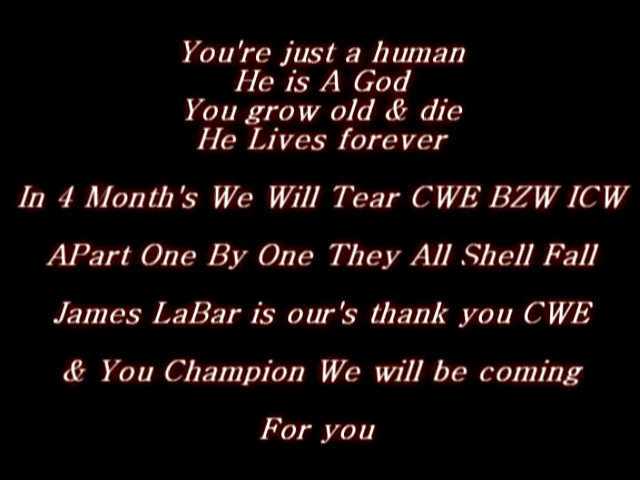 You're just a human
He is A God
You grow old & die
He Lives forever
In 4 Month's We Will Tear CWE BZW ICW
APart One By One They All Shell Fall
James LaBar is our's thank you CWE
& You Champion We will be coming
For you